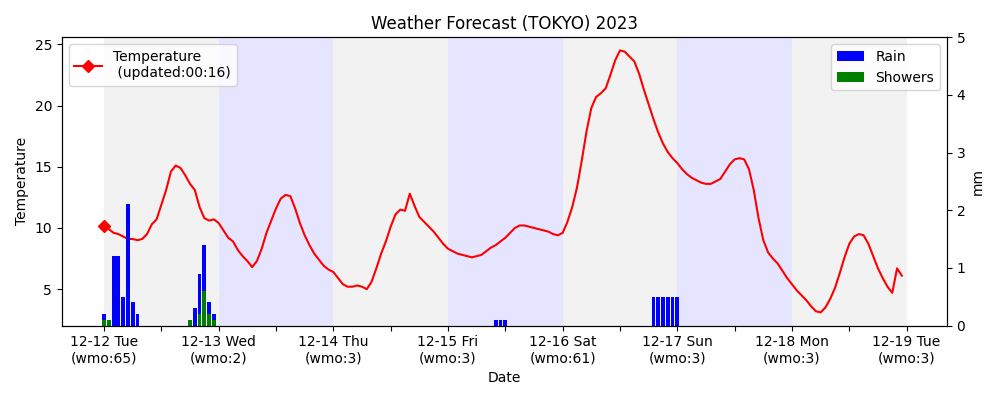 Weather Forecast (TOKYO) 2023
Temperature
(updated:00:16)
Rain
Showers
Temperature
25
20
15
10
5
5
4
3
2
1
0
mm
12-12 Tue
(wmo:65)
12-13 Wed
(wmo:2)
12-14 Thu
(wmo:3)
12-15 Fri
(wmo:3)
12-16 Sat
(wmo:61)
12-17 Sun
(wmo:3)
12-18 Mon
(wmo:3)
12-19 Tue
(wmo:3)
Date